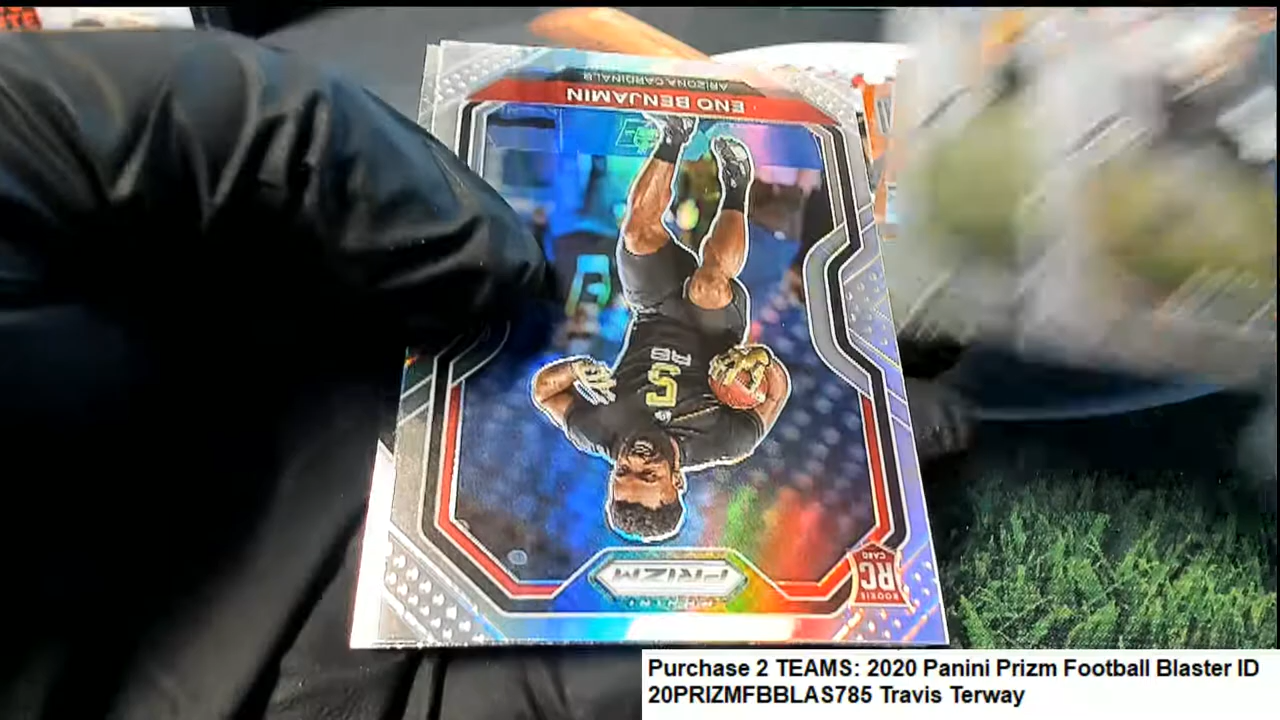 ARIZONA CARDINALS
ENO BENJAMIN
RB
5
PRIZM
PANINI
RC
ROOKIE
CARD
Purchase 2 TEAMS: 2020 Panini Prizm Football Blaster ID
20PRIZMFBBLAS785 Travis Terway